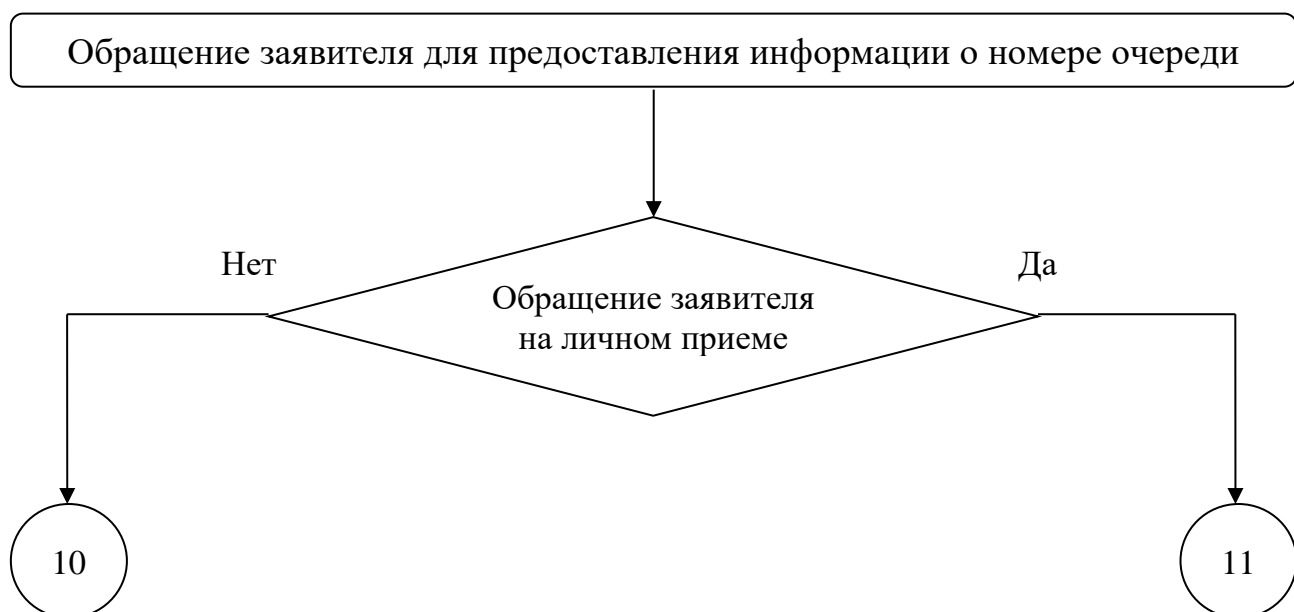 Обращение заявителя для предоставления информации о номере очереди
Нет
Да
Обращение заявителя
на личном приеме
10
11